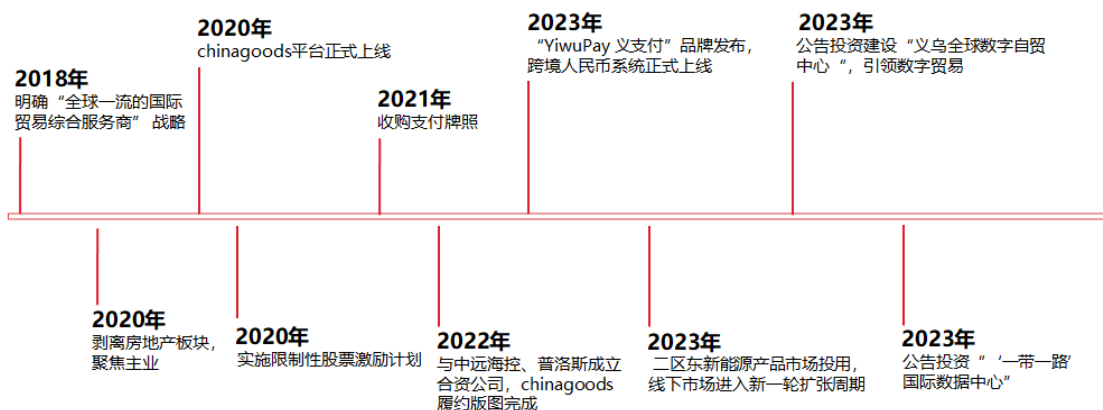 2018年
明确“全球一流的国际
贸易综合服务商” 战略
2020年
剥离房地产板块，
聚焦主业
2020年
chinagoods平台正式上线
2020年
实施限制性股票激励计划
2021年
收购支付牌照
2022年
与中远海控、普洛斯成立
合资公司，chinagoods
履约版图完成
2023年
“YiwuPay 义支付”品牌发布，
跨境人民币系统正式上线
2023年
二区东新能源产品市场投用，
线下市场进入新一轮扩张周期
2023年
公告投资建设“义乌全球数字自贸
中心“，引领数字贸易
2023年
公告投资“ ‘一带一路’
国际数据中心”